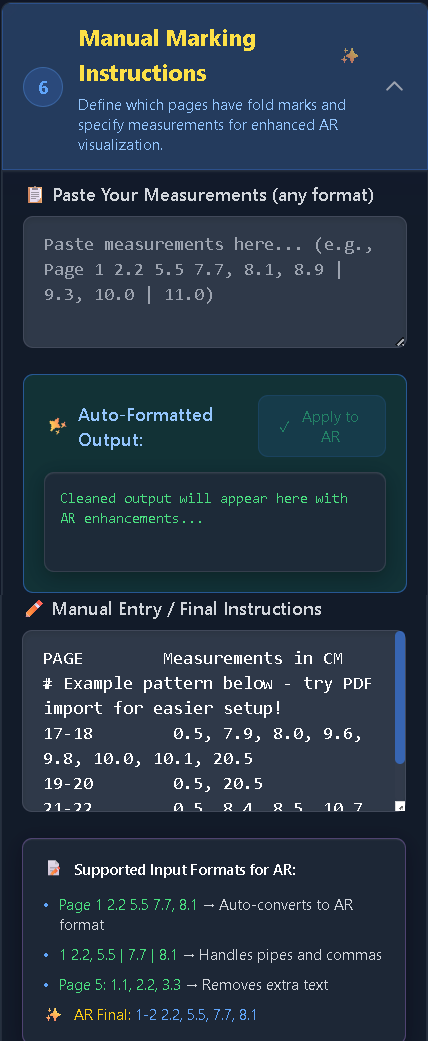 Manual Marking
Instructions
6
Define which pages have fold marks and
specify measurements for enhanced AR
visualization.
Paste Your Measurements (any format)
Paste measurements here... (e.g.,
Page 1 2.2 5.5 7.7, 8.1, 8.9 |
9.3, 10.0 | 11.0)
Auto-Formatted
Output:
✓ Apply to
AR
Cleaned output will appear here with
AR enhancements...
Manual Entry / Final Instructions
PAGE Measurements in CM
# Example pattern below - try PDF
import for easier setup!
17-18 0.5, 7.9, 8.0, 9.6,
9.8, 10.0, 10.1, 20.5
19-20 0.5, 20.5
21-22 0.5, 8.4, 8.5, 10.7
Supported Input Formats for AR:
• Page 1 2.2 5.5 7.7, 8.1 → Auto-converts to AR
format
• 1 2.2, 5.5 | 7.7 | 8.1 → Handles pipes and commas
• Page 5: 1.1, 2.2, 3.3 → Removes extra text
AR Final: 1-2 2.2, 5.5, 7.7, 8.1